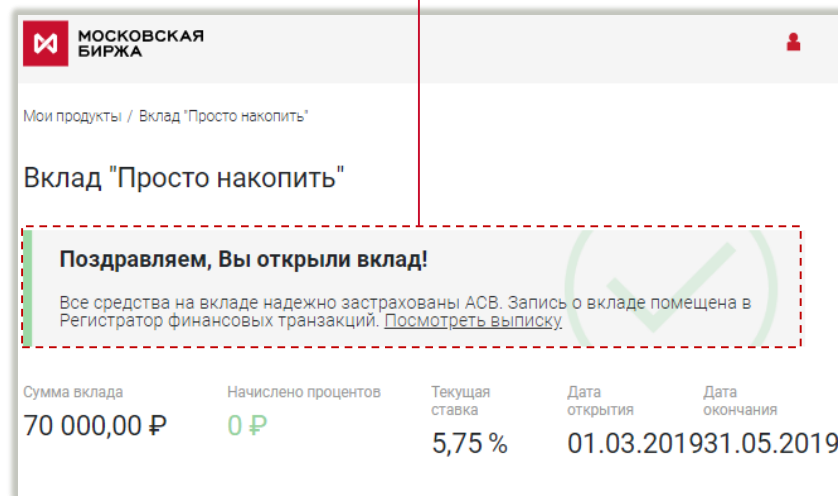 МОСКОВСКАЯ
БИРЖА
Мои продукты / Вклад "Просто накопить"
Вклад "Просто накопить"
Поздравляем, Вы открыли вклад!
Все средства на вкладе надежно застрахованы АСВ. Запись о вкладе помещена в
Регистратор финансовых транзакций. Посмотреть выписку
Сумма вклада
70 000,00 ₽
Начислено процентов
0 ₽
Текущая
ставка
5,75 %
Дата
открытия
01.03.2019
Дата
окончания
31.05.2019